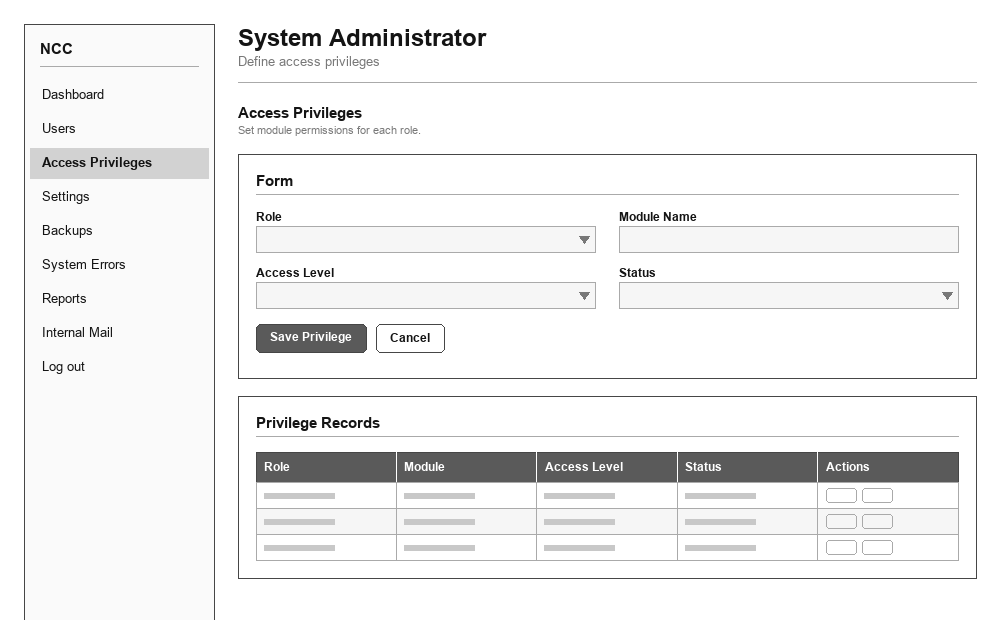 NCC
Dashboard
Users
Access Privileges
Settings
Backups
System Errors
Reports
Internal Mail
Log out
System Administrator
Define access privileges
Access Privileges
Set module permissions for each role.
Form
Role
Module Name
Access Level
Status
Save Privilege
Cancel
Privilege Records
Role Module Access Level Status Actions